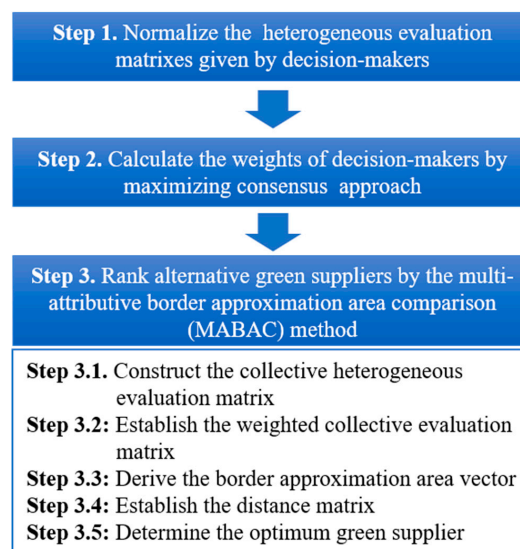 Step 1. Normalize the heterogeneous evaluation
matrixes given by decision-makers
Step 2. Calculate the weights of decision-makers by
maximizing consensus approach
Step 3. Rank alternative green suppliers by the multi-
attributive border approximation area comparison
(MABAC) method
Step 3.1. Construct the collective heterogeneous
evaluation matrix
Step 3.2: Establish the weighted collective evaluation
matrix
Step 3.3: Derive the border approximation area vector
Step 3.4: Establish the distance matrix
Step 3.5: Determine the optimum green supplier